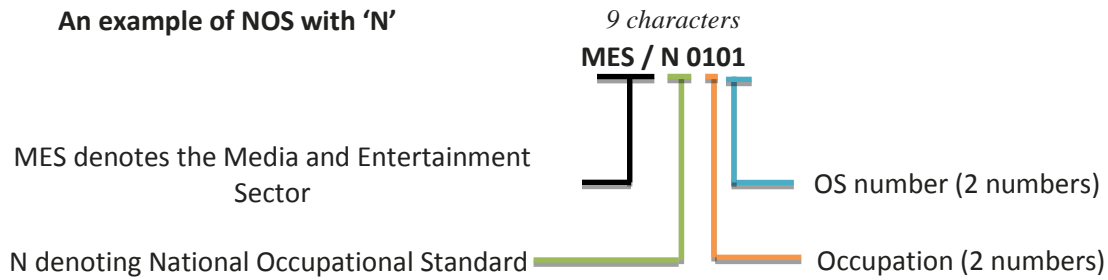 An example of NOS with ‘N’
9 characters
MES / N 0101
MES denotes the Media and Entertainment
Sector
OS number (2 numbers)
N denoting National Occupational Standard
Occupation (2 numbers)